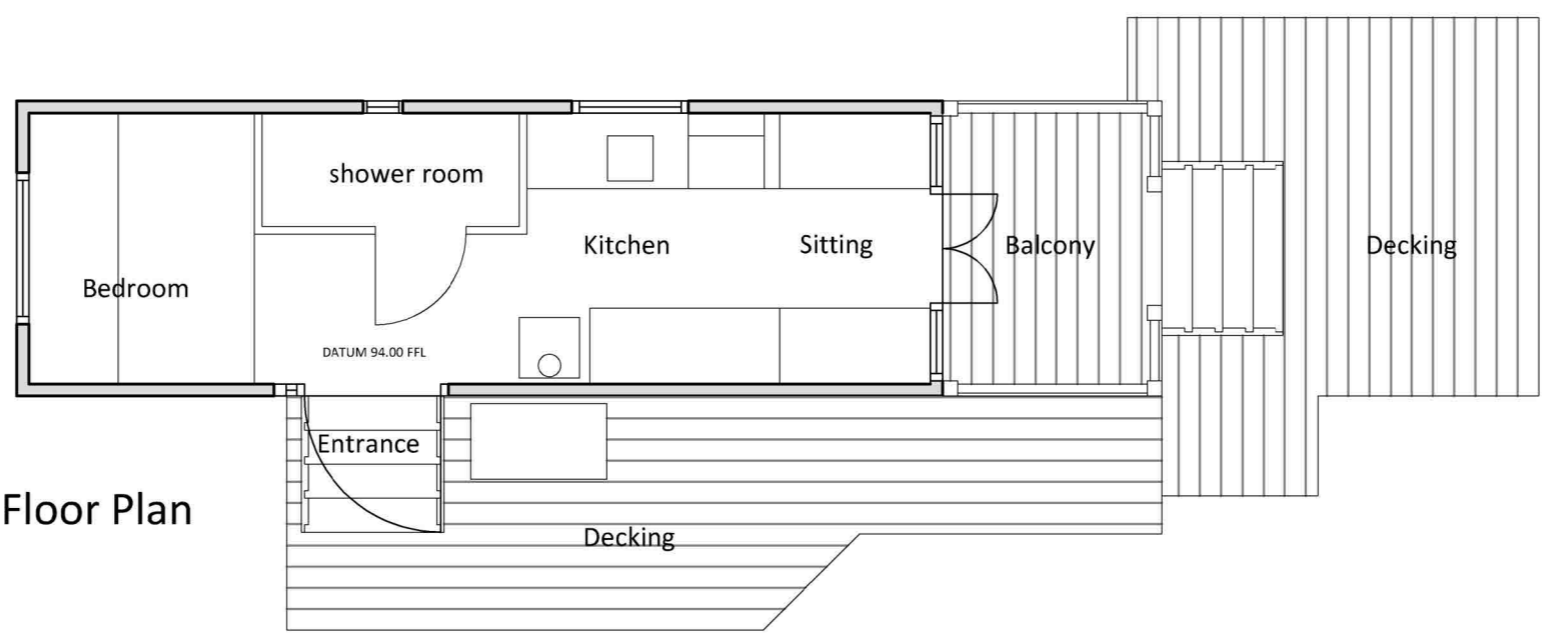 shower room
Kitchen
Sitting
Balcony
Decking
Bedroom
DATUM 94.00 FFL
Entrance
Floor Plan
Decking